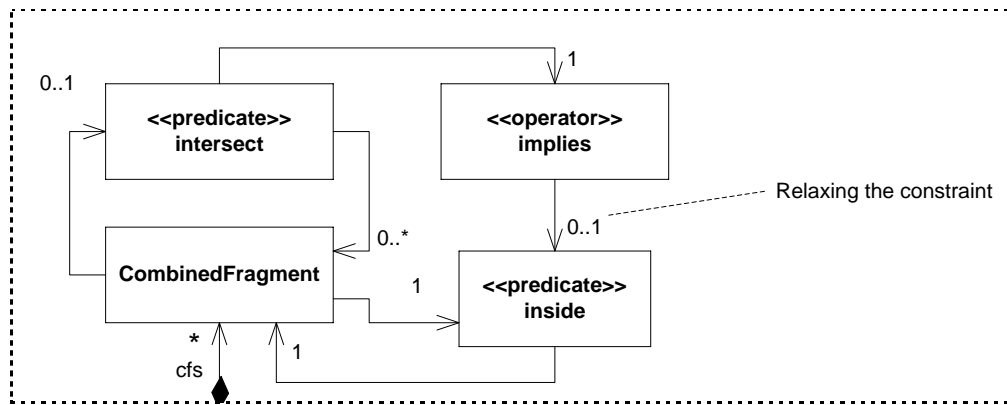 1
0..1
<<predicate>>
intersect
<<operator>>
implies
Relaxing the constraint
0..*
0..1
CombinedFragment
1
<<predicate>>
inside
*
1
cfs